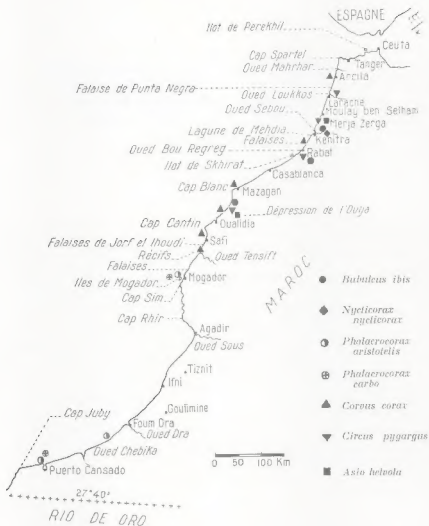 ESPAGNE
Ilot de Perekhil
Ceuta
Cap Spartel
Tanger
Oued Mahrhar
Arcila
Falaise de Punta Negra
Oued Loukkos
Larache
Moulay ben Selham
Oued Sebou
Merja Zerga
Lagune de Mehdia
Falaises
Kenitra
Oued Bou Regreg
Rabat
Ilot de Skhirat
Casablanca
Cap Blanc
Mazagan
Dépression de l'Oulja
Cap Cantin
Oualidia
Falaises de Jorf el Ihoudi
Safi
Récifs
Oued Tensift
Falaises
Iles de Mogador
Mogador
Cap Sim
MAROC
Cap Rhir
Agadir
Oued Sous
Tiznit
Ifni
Goulimine
Cap Juby
Foum Dra
Oued Dra
Oued Chebika
Puerto Cansado
0 50 100 Km
27°40'
RIO DE ORO
Bubulcus ibis
Nycticorax
nycticorax
Phalacrocorax
aristotelis
Phalacrocorax
carbo
Corvus corax
Circus pygargus
Asio helvola